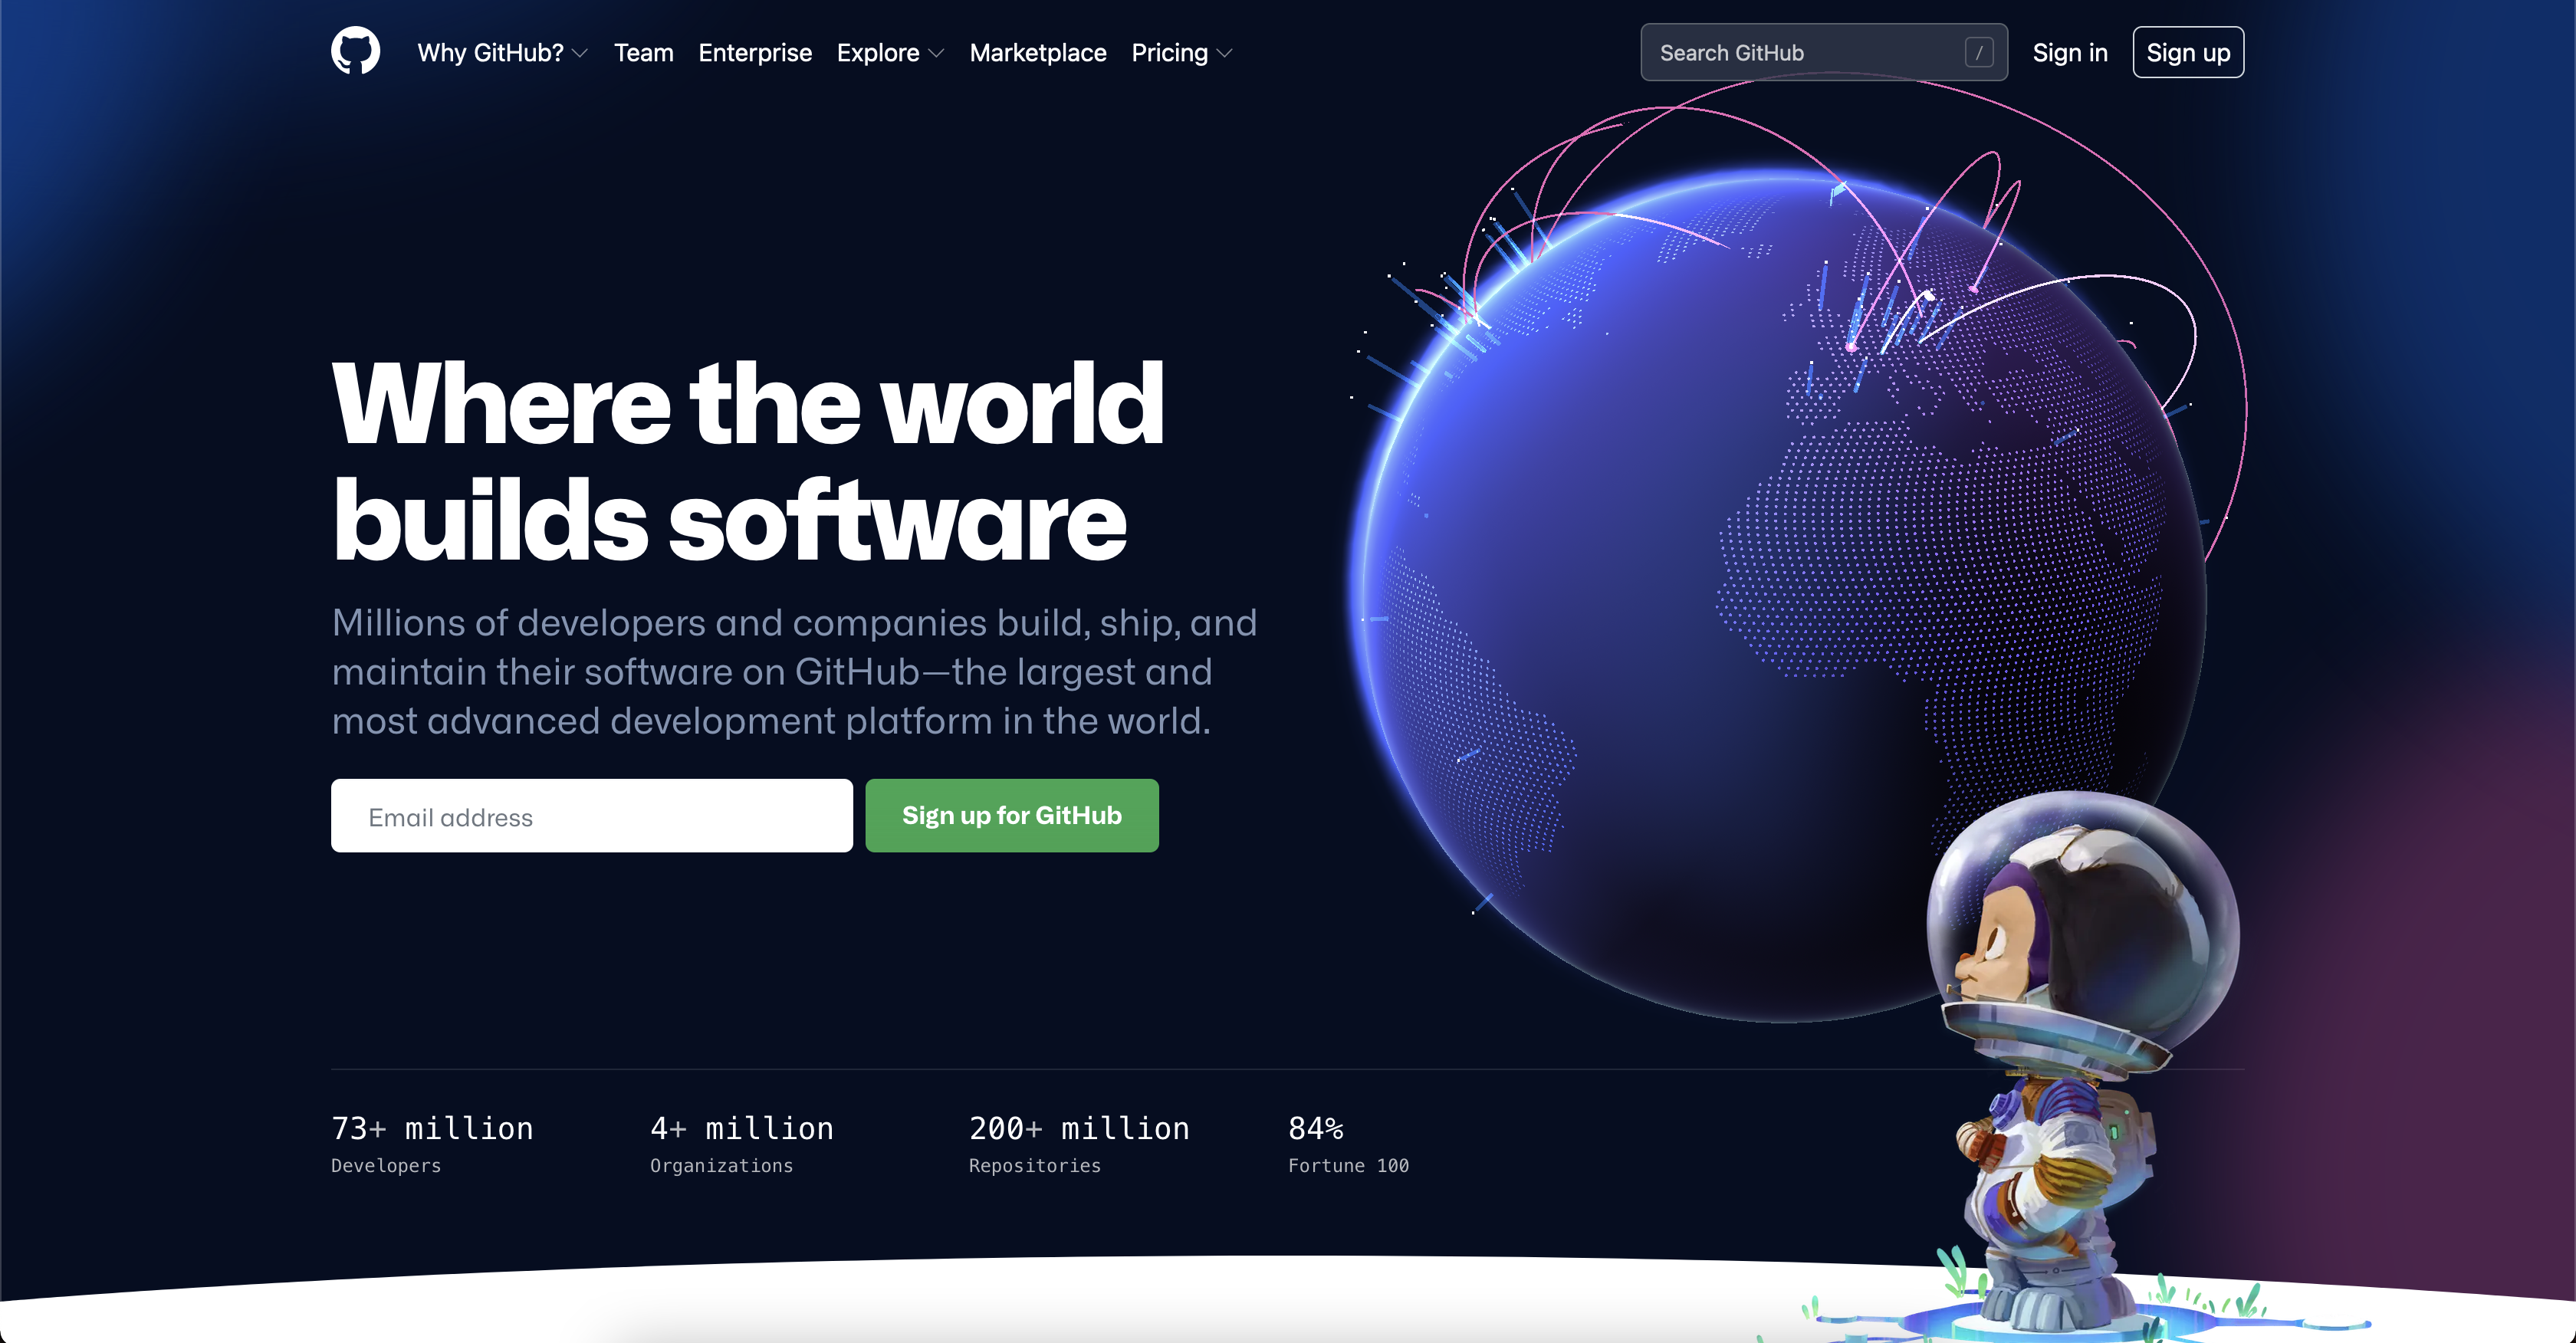 Why GitHub? Team Enterprise Explore Marketplace Pricing
Search GitHub /
Sign in
Sign up
Where the world
builds software
Millions of developers and companies build, ship, and
maintain their software on GitHub—the largest and
most advanced development platform in the world.
Email address
Sign up for GitHub
73+ million
Developers
4+ million
Organizations
200+ million
Repositories
84%
Fortune 100